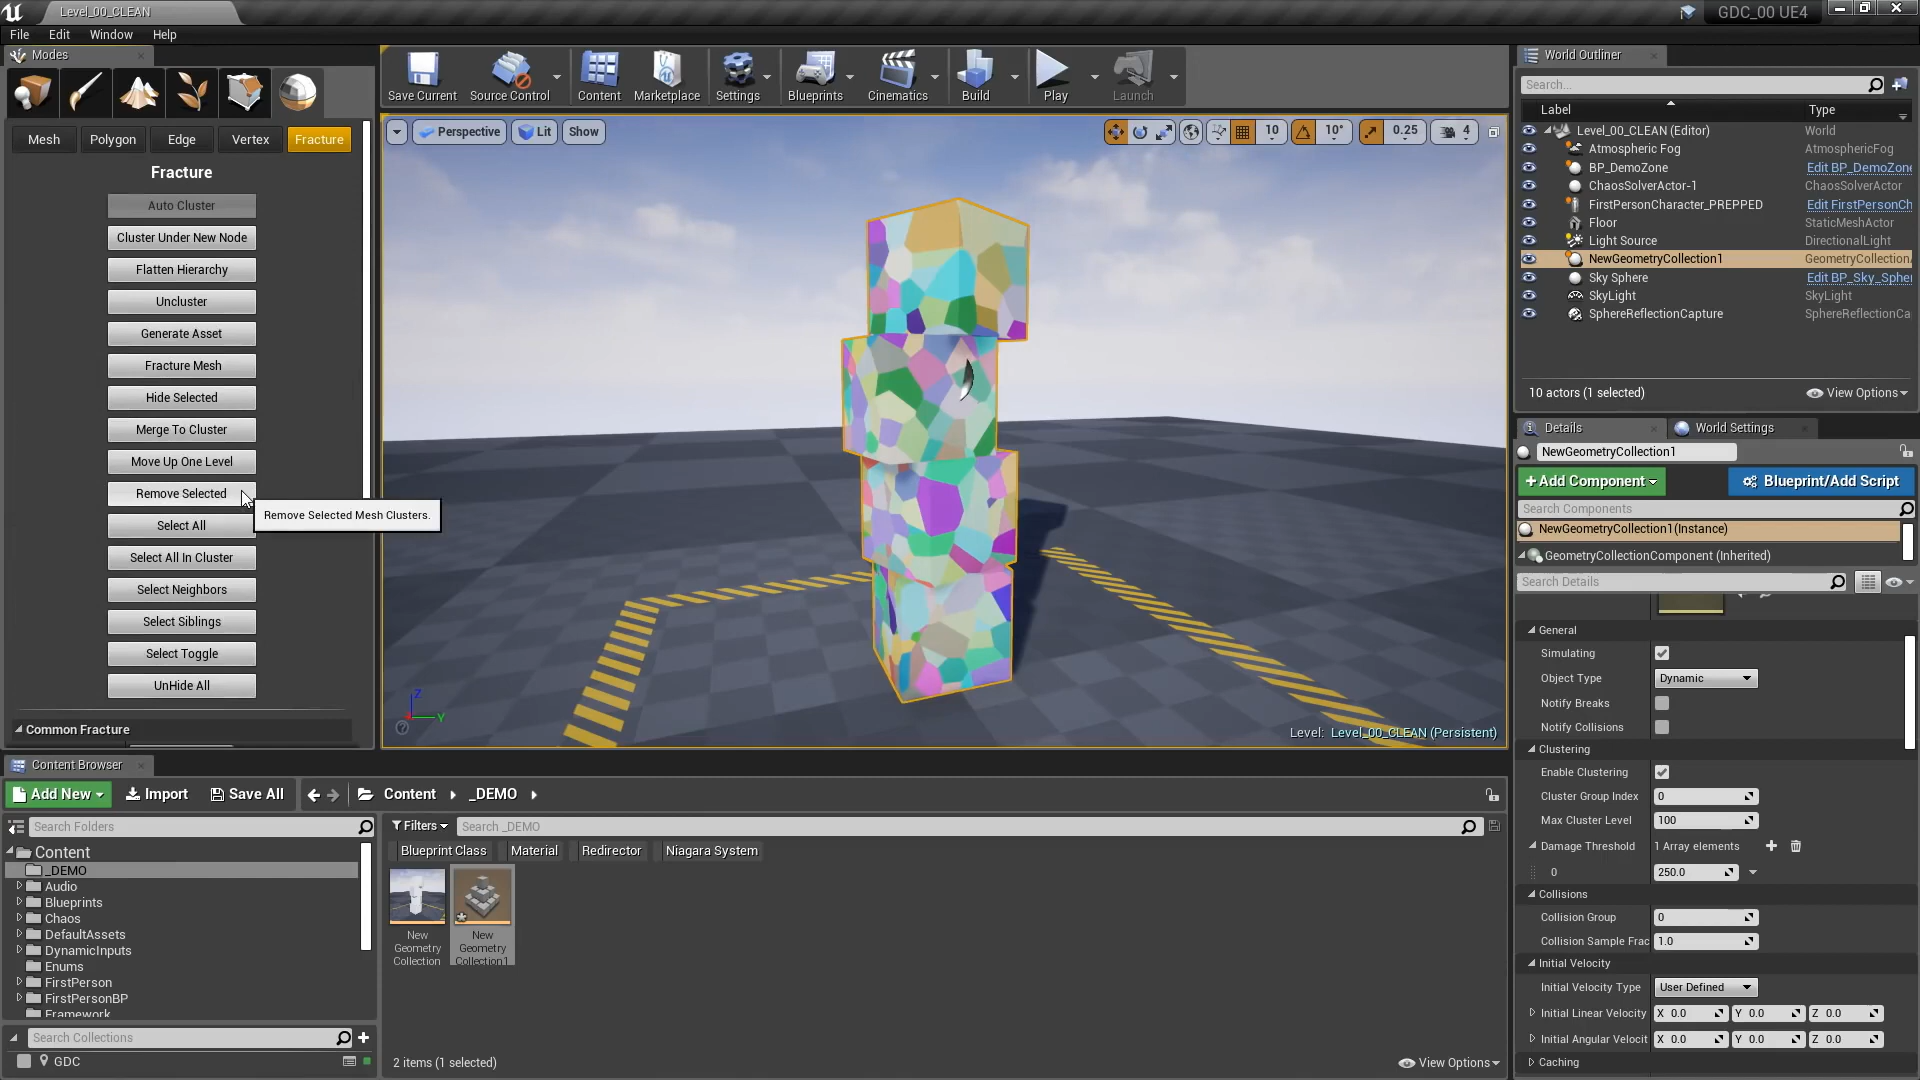 Level_00_CLEAN
GDC_00 UE4
File Edit Window Help
Modes
Mesh Polygon Edge Vertex Fracture
Fracture
Auto Cluster
Cluster Under New Node
Flatten Hierarchy
Uncluster
Generate Asset
Fracture Mesh
Hide Selected
Merge To Cluster
Move Up One Level
Remove Selected
Remove Selected Mesh Clusters.
Select All
Select All In Cluster
Select Neighbors
Select Siblings
Select Toggle
UnHide All
Common Fracture
Save Current Source Control Content Marketplace Settings Blueprints Cinematics Build Play Launch
Perspective Lit Show
10 10° 0.25 4
Z
Y
Level: Level_00_CLEAN (Persistent)
World Outliner
Search...
Label Type
Level_00_CLEAN (Editor) World
Atmospheric Fog AtmosphericFog
BP_DemoZone Edit BP_DemoZone
ChaosSolverActor-1 ChaosSolverActor
FirstPersonCharacter_PREPPED Edit FirstPersonCh
Floor StaticMeshActor
Light Source DirectionalLight
NewGeometryCollection1 GeometryCollection
Sky Sphere Edit BP_Sky_Spher
SkyLight SkyLight
SphereReflectionCapture SphereReflectionCa
10 actors (1 selected) View Options
Details World Settings
NewGeometryCollection1
+Add Component Blueprint/Add Script
Search Components
NewGeometryCollection1(Instance)
GeometryCollectionComponent (Inherited)
Search Details
General
Simulating
Object Type Dynamic
Notify Breaks
Notify Collisions
Clustering
Enable Clustering
Cluster Group Index 0
Max Cluster Level 100
Damage Threshold 1 Array elements
0 250.0
Collisions
Collision Group 0
Collision Sample Frac 1.0
Initial Velocity
Initial Velocity Type User Defined
Initial Linear Velocity X 0.0 Y 0.0 Z 0.0
Initial Angular Velocit X 0.0 Y 0.0 Z 0.0
Caching
Content Browser
Add New Import Save All Content _DEMO
Search Folders
Content
_DEMO
Audio
Blueprints
Chaos
DefaultAssets
DynamicInputs
Enums
FirstPerson
FirstPersonBP
Framework
Search Collections
GDC
Filters Search _DEMO
Blueprint Class Material Redirector Niagara System
New Geometry Collection
New Geometry Collection1
2 items (1 selected) View Options